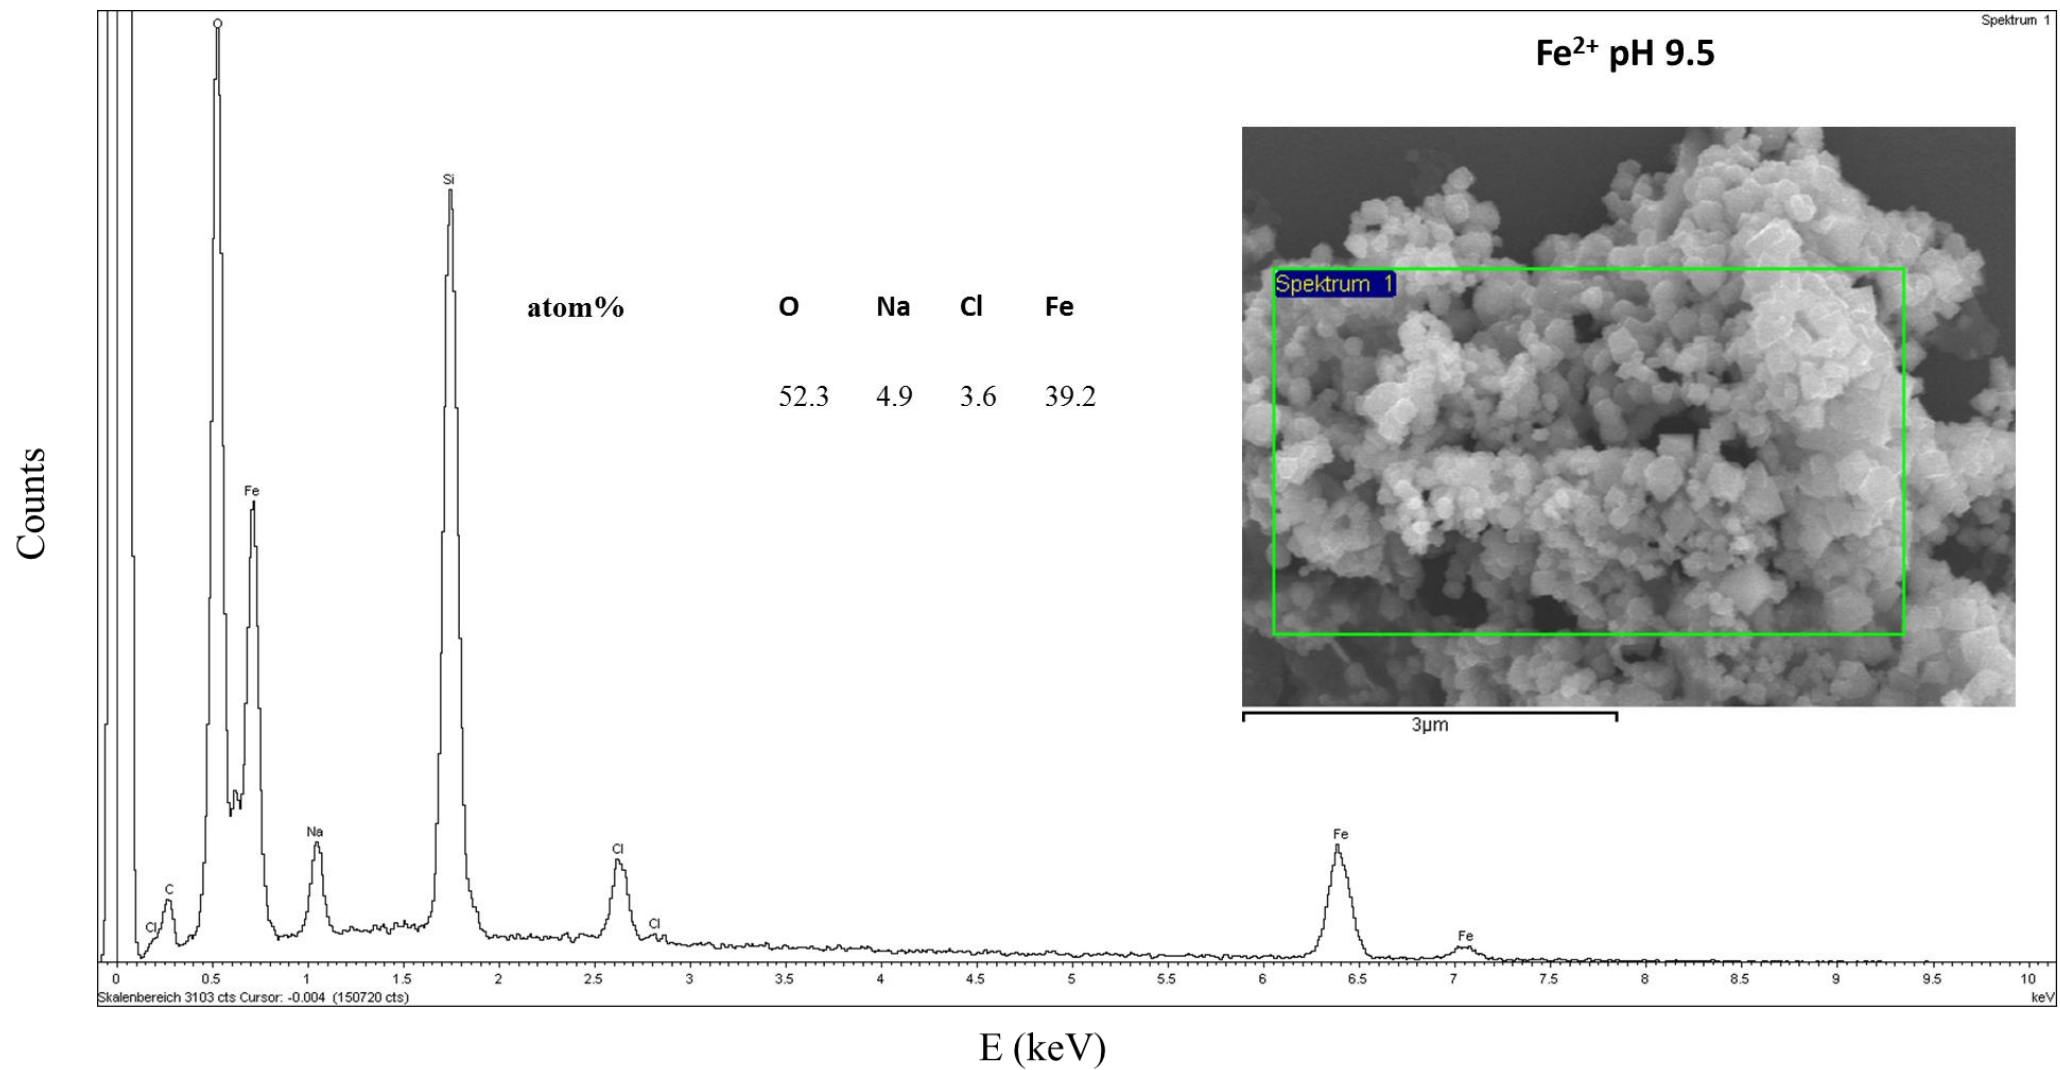 Spektrum 1
Fe²⁺ pH 9.5
O
Si
Fe
Na
C
Cl
Cl
Cl
Fe
Fe
atom% O Na Cl Fe
52.3 4.9 3.6 39.2
Spektrum 1
3µm
Counts
0 0.5 1 1.5 2 2.5 3 3.5 4 4.5 5 5.5 6 6.5 7 7.5 8 8.5 9 9.5 10
Skalenbereich 3103 cts Cursor: -0.004 (150720 cts)
keV
E (keV)